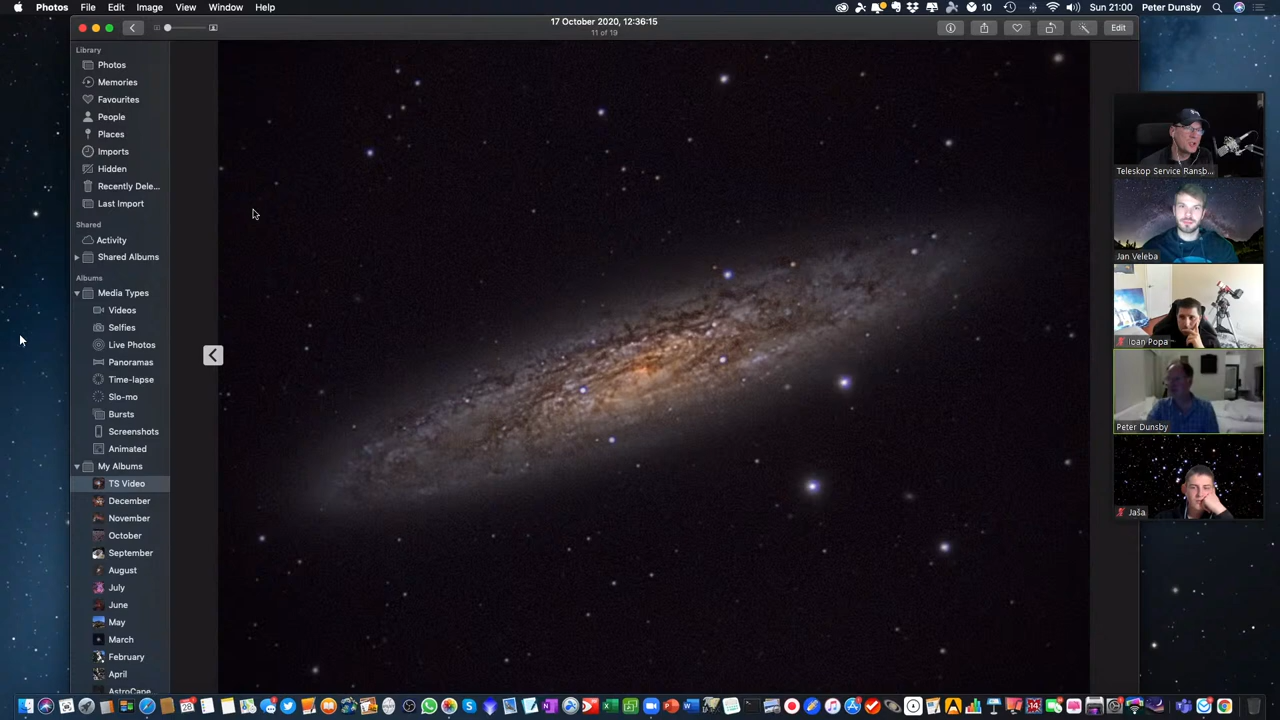 Photos File Edit Image View Window Help
10 Sun 21:00 Peter Dunsby
17 October 2020, 12:36:15
11 of 19
Edit
Library
Photos
Memories
Favourites
People
Places
Imports
Hidden
Recently Dele...
Last Import
Shared
Activity
Shared Albums
Albums
Media Types
Videos
Selfies
Live Photos
Panoramas
Time-lapse
Slo-mo
Bursts
Screenshots
Animated
My Albums
TS Video
December
November
October
September
August
July
June
May
March
February
April
AstroCape
Teleskop Service Ransb...
Jan Veleba
Ioan Popa
Peter Dunsby
Jaša